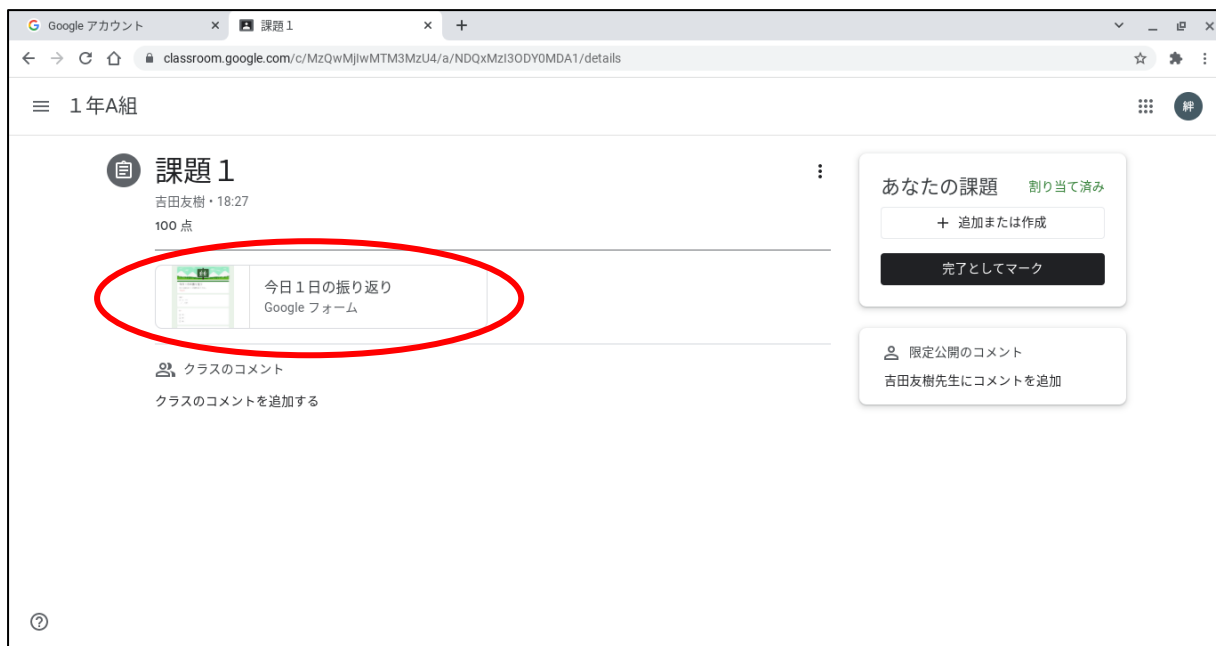 Google アカウント
課題１
classroom.google.com/c/MzQwMjIwMTM3MzU4/a/NDQxMzI3ODY0MDA1/details
１年A組
絆
課題１
吉田友樹・18:27
100 点
今日１日の振り返り
Google フォーム
クラスのコメント
クラスのコメントを追加する
あなたの課題 割り当て済み
+ 追加または作成
完了としてマーク
限定公開のコメント
吉田友樹先生にコメントを追加